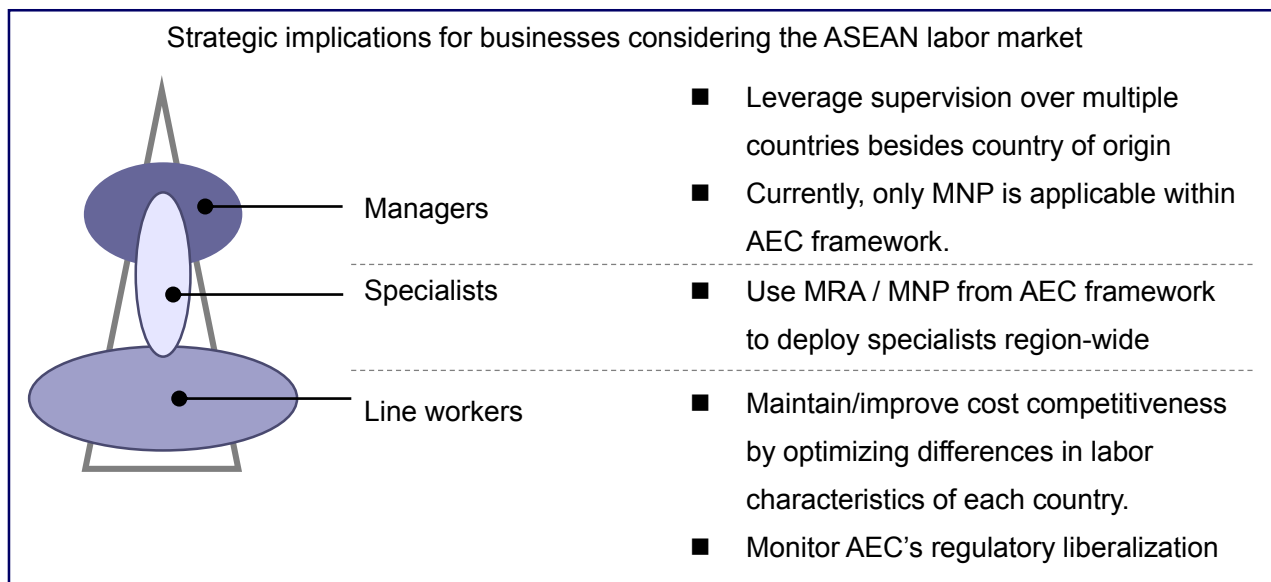 Strategic implications for businesses considering the ASEAN labor market
Managers
■ Leverage supervision over multiple
countries besides country of origin
■ Currently, only MNP is applicable within
AEC framework.
Specialists
■ Use MRA / MNP from AEC framework
to deploy specialists region-wide
Line workers
■ Maintain/improve cost competitiveness
by optimizing differences in labor
characteristics of each country.
■ Monitor AEC’s regulatory liberalization